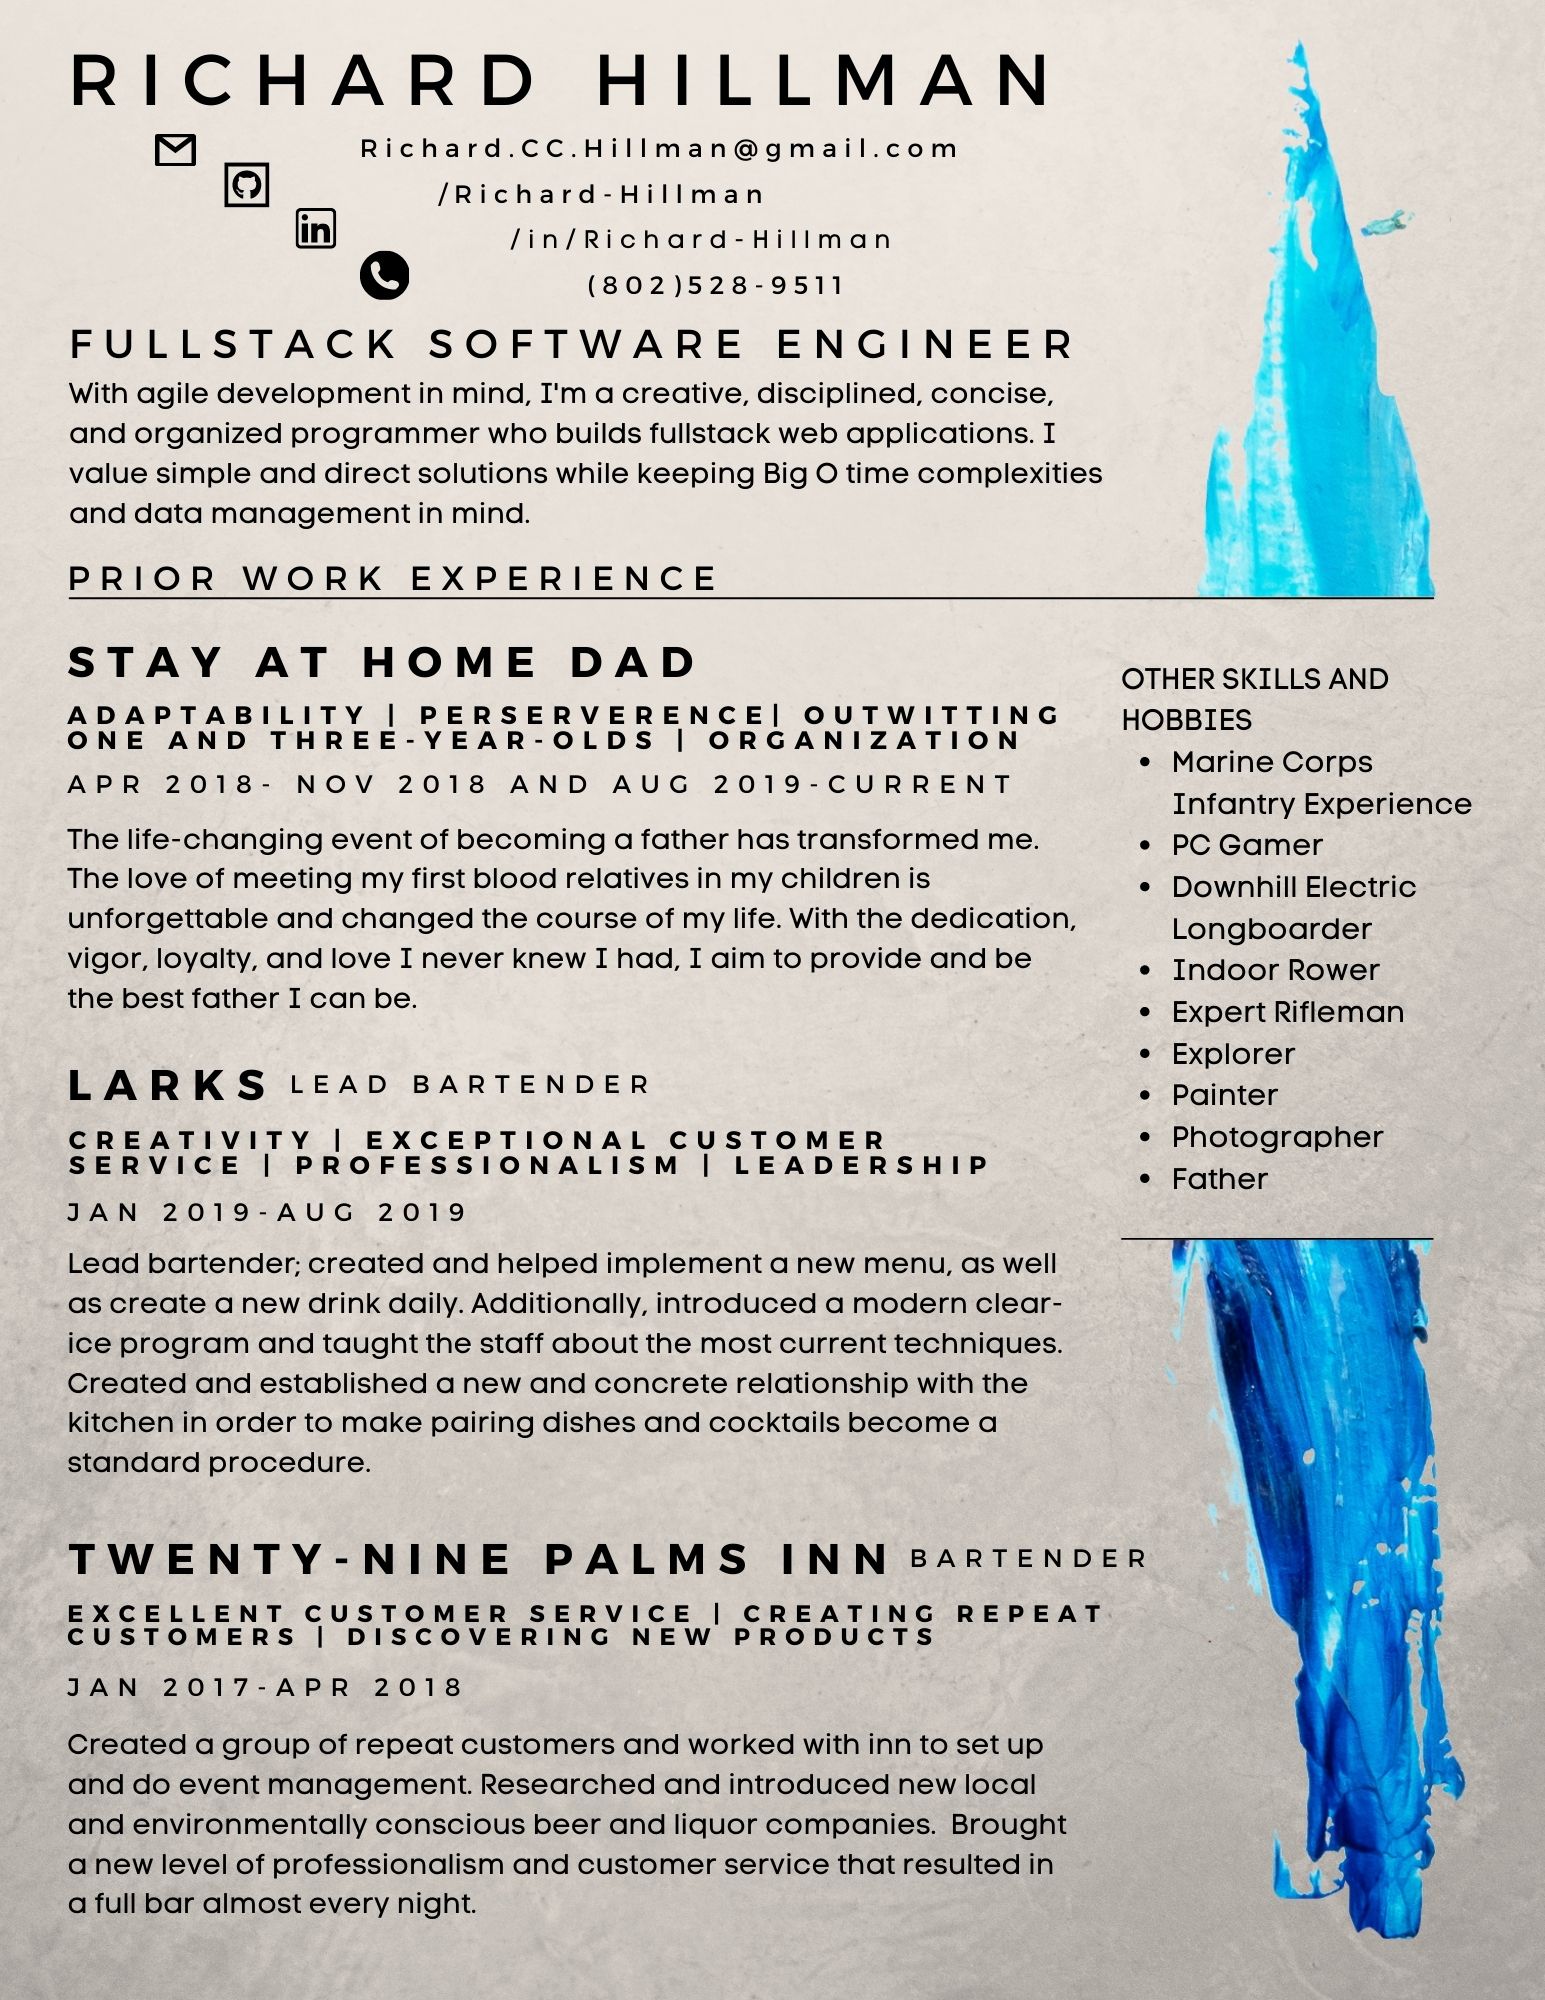 RICHARD HILLMAN
Richard.CC.Hillman@gmail.com
/Richard-Hillman
in
/in/Richard-Hillman
(802)528-9511
FULLSTACK SOFTWARE ENGINEER
With agile development in mind, I'm a creative, disciplined, concise,
and organized programmer who builds fullstack web applications. I
value simple and direct solutions while keeping Big O time complexities
and data management in mind.
PRIOR WORK EXPERIENCE
STAY AT HOME DAD
ADAPTABILITY | PERSERVERENCE| OUTWITTING
ONE AND THREE-YEAR-OLDS | ORGANIZATION
APR 2018- NOV 2018 AND AUG 2019-CURRENT
The life-changing event of becoming a father has transformed me.
The love of meeting my first blood relatives in my children is
unforgettable and changed the course of my life. With the dedication,
vigor, loyalty, and love I never knew I had, I aim to provide and be
the best father I can be.
LARKS LEAD BARTENDER
CREATIVITY | EXCEPTIONAL CUSTOMER
SERVICE | PROFESSIONALISM | LEADERSHIP
JAN 2019-AUG 2019
Lead bartender; created and helped implement a new menu, as well
as create a new drink daily. Additionally, introduced a modern clear-
ice program and taught the staff about the most current techniques.
Created and established a new and concrete relationship with the
kitchen in order to make pairing dishes and cocktails become a
standard procedure.
TWENTY-NINE PALMS INN BARTENDER
EXCELLENT CUSTOMER SERVICE | CREATING REPEAT
CUSTOMERS | DISCOVERING NEW PRODUCTS
JAN 2017-APR 2018
Created a group of repeat customers and worked with inn to set up
and do event management. Researched and introduced new local
and environmentally conscious beer and liquor companies.  Brought
a new level of professionalism and customer service that resulted in
a full bar almost every night.
OTHER SKILLS AND
HOBBIES
• Marine Corps
Infantry Experience
• PC Gamer
• Downhill Electric
Longboarder
• Indoor Rower
• Expert Rifleman
• Explorer
• Painter
• Photographer
• Father